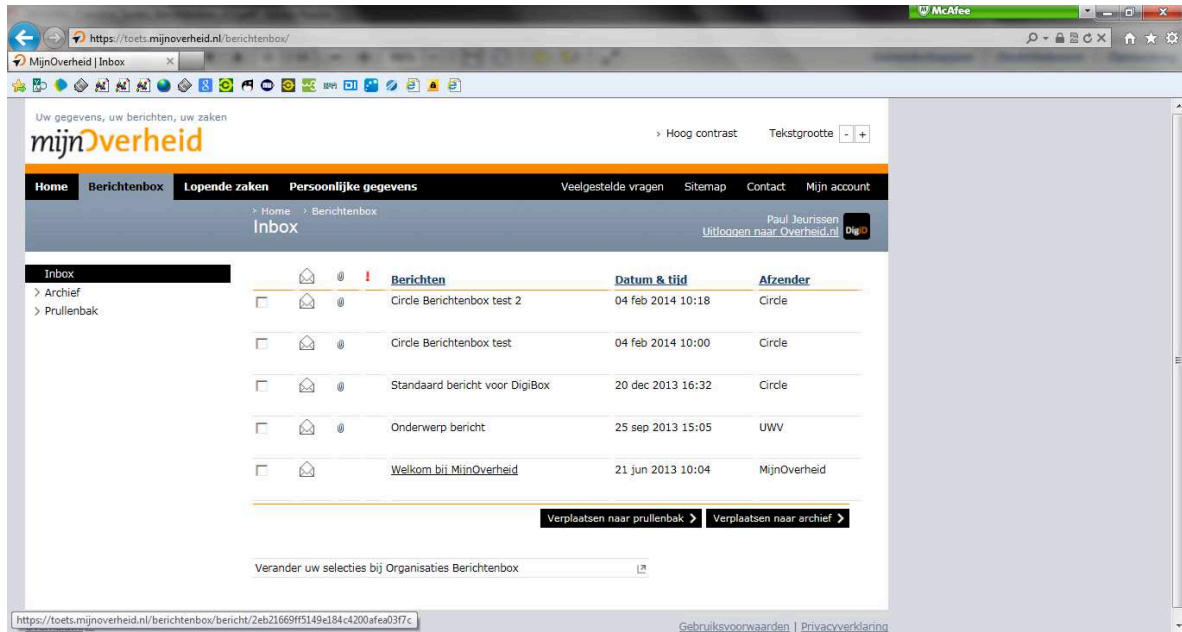 McAfee
https://toets.mijnoverheid.nl/berichtenbox/
MijnOverheid | Inbox
Uw gegevens, uw berichten, uw zaken
mijnOverheid
> Hoog contrast Tekstgrootte - +
Home Berichtenbox Lopende zaken Persoonlijke gegevens Veelgestelde vragen Sitemap Contact Mijn account
> Home > Berichtenbox
Inbox
Paul Jeurissen
Uitloggen naar Overheid.nl DigiD
Inbox
> Archief
> Prullenbak
! Berichten Datum & tijd Afzender
Circle Berichtenbox test 2 04 feb 2014 10:18 Circle
Circle Berichtenbox test 04 feb 2014 10:00 Circle
Standaard bericht voor DigiBox 20 dec 2013 16:32 Circle
Onderwerp bericht 25 sep 2013 15:05 UWV
Welkom bij MijnOverheid 21 jun 2013 10:04 MijnOverheid
Verplaatsen naar prullenbak > Verplaatsen naar archief >
Verander uw selecties bij Organisaties Berichtenbox
https://toets.mijnoverheid.nl/berichtenbox/bericht/2eb21669ff5149e184c4200afea03f7c
Gebruiksvoorwaarden | Privacyverklaring